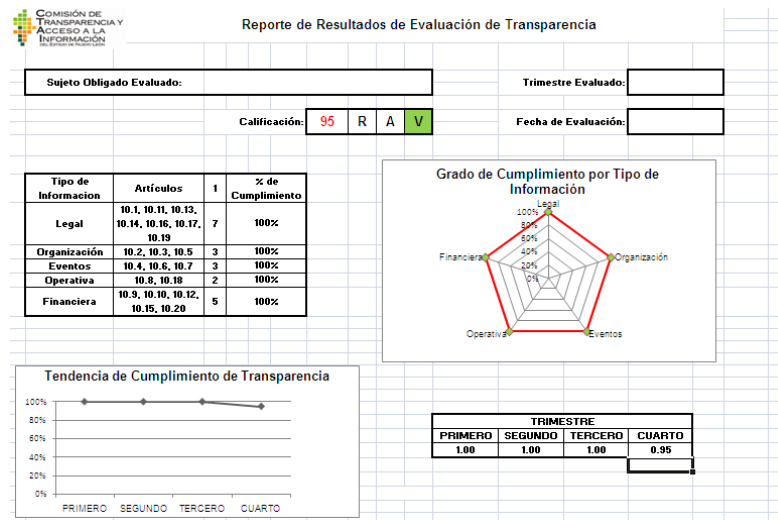 COMISIÓN DE
TRANSPARENCIA Y
ACCESO A LA
INFORMACIÓN
DEL ESTADO DE NUEVO LEÓN
Reporte de Resultados de Evaluación de Transparencia
Sujeto Obligado Evaluado:
Trimestre Evaluado:
Calificación: 95 R A V
Fecha de Evaluación:
Tipo de Informacion Artículos 1 % de Cumplimiento
Legal 10.1, 10.11, 10.13, 10.14, 10.16, 10.17, 10.19 7 100%
Organización 10.2, 10.3, 10.5 3 100%
Eventos 10.4, 10.6, 10.7 3 100%
Operativa 10.8, 10.18 2 100%
Financiera 10.9, 10.10, 10.12, 10.15, 10.20 5 100%
Grado de Cumplimiento por Tipo de
Información
Legal
100%
80%
60%
40%
20%
0%
Financiera
Organización
Operativa
Eventos
Tendencia de Cumplimiento de Transparencia
100%
80%
60%
40%
20%
0%
PRIMERO SEGUNDO TERCERO CUARTO
TRIMESTRE
PRIMERO SEGUNDO TERCERO CUARTO
1.00 1.00 1.00 0.95